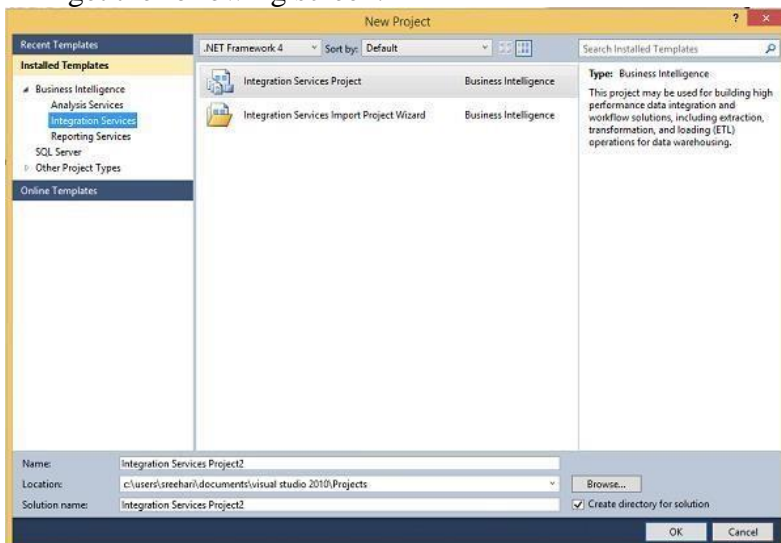 New Project
Recent Templates
.NET Framework 4 Sort by: Default Search Installed Templates
Installed Templates
Business Intelligence
Analysis Services
Integration Services
Reporting Services
SQL Server
Other Project Types
Online Templates
Integration Services Project Business Intelligence
Integration Services Import Project Wizard Business Intelligence
Type: Business Intelligence
This project may be used for building high
performance data integration and
workflow solutions, including extraction,
transformation, and loading (ETL)
operations for data warehousing.
Name: Integration Services Project2
Location: c:\users\sreehari\documents\visual studio 2010\Projects Browse...
Solution name: Integration Services Project2 Create directory for solution
OK Cancel